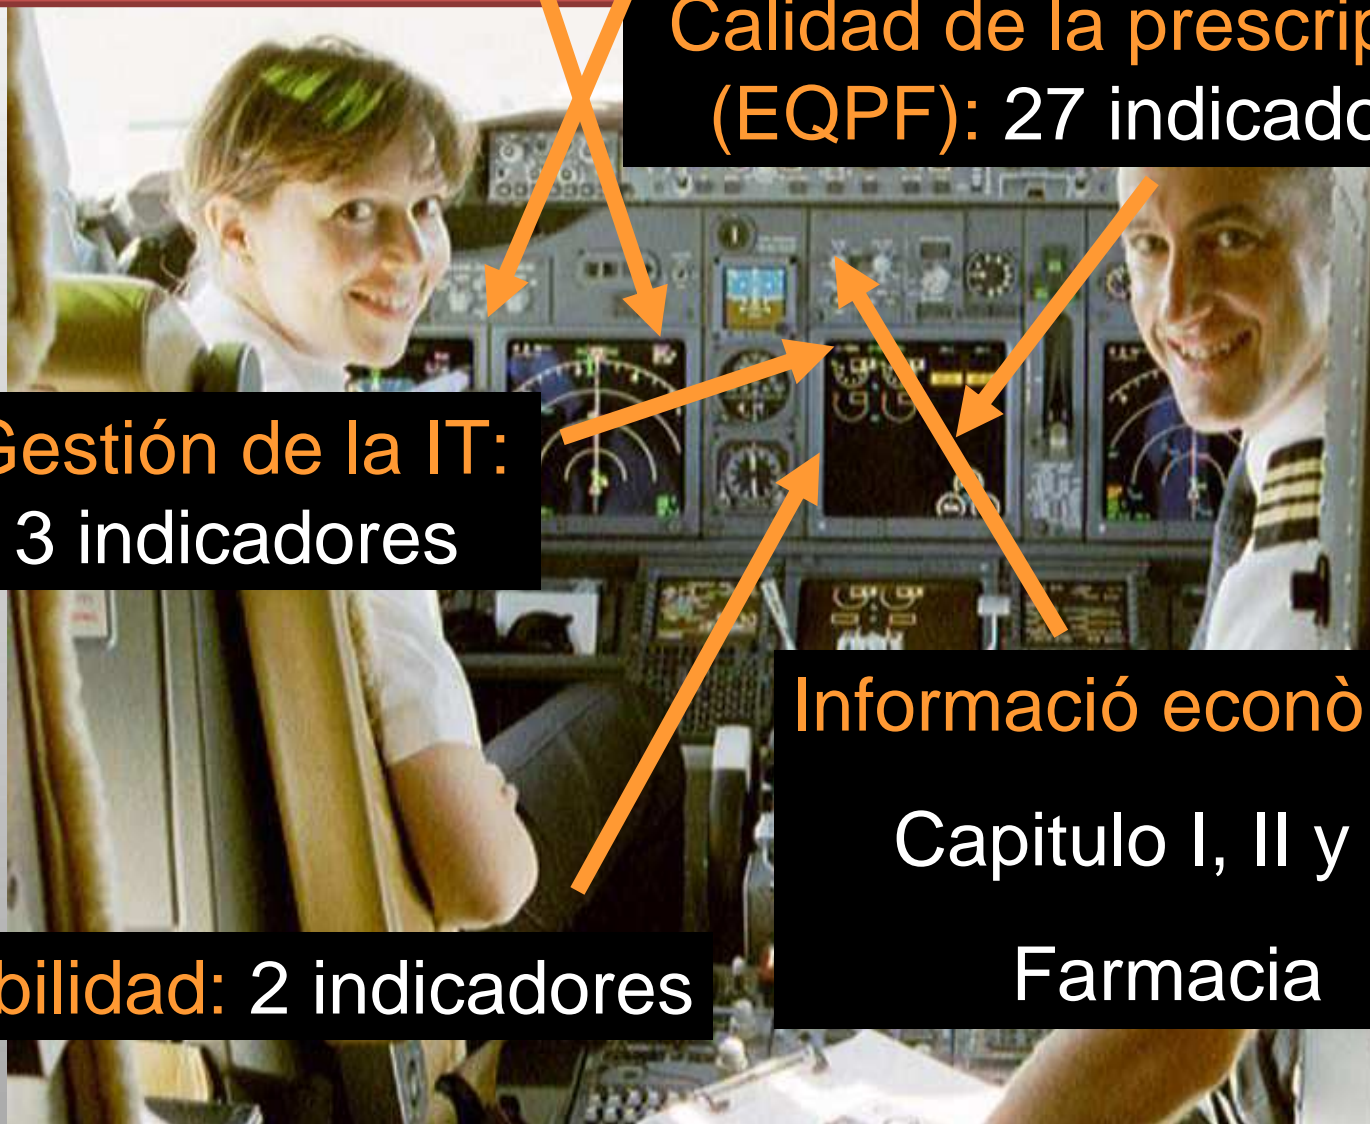 Calidad de la prescrip
(EQPF): 27 indicado
Gestión de la IT:
3 indicadores
Informació econò
Capitulo I, II y
Farmacia
bilidad: 2 indicadores